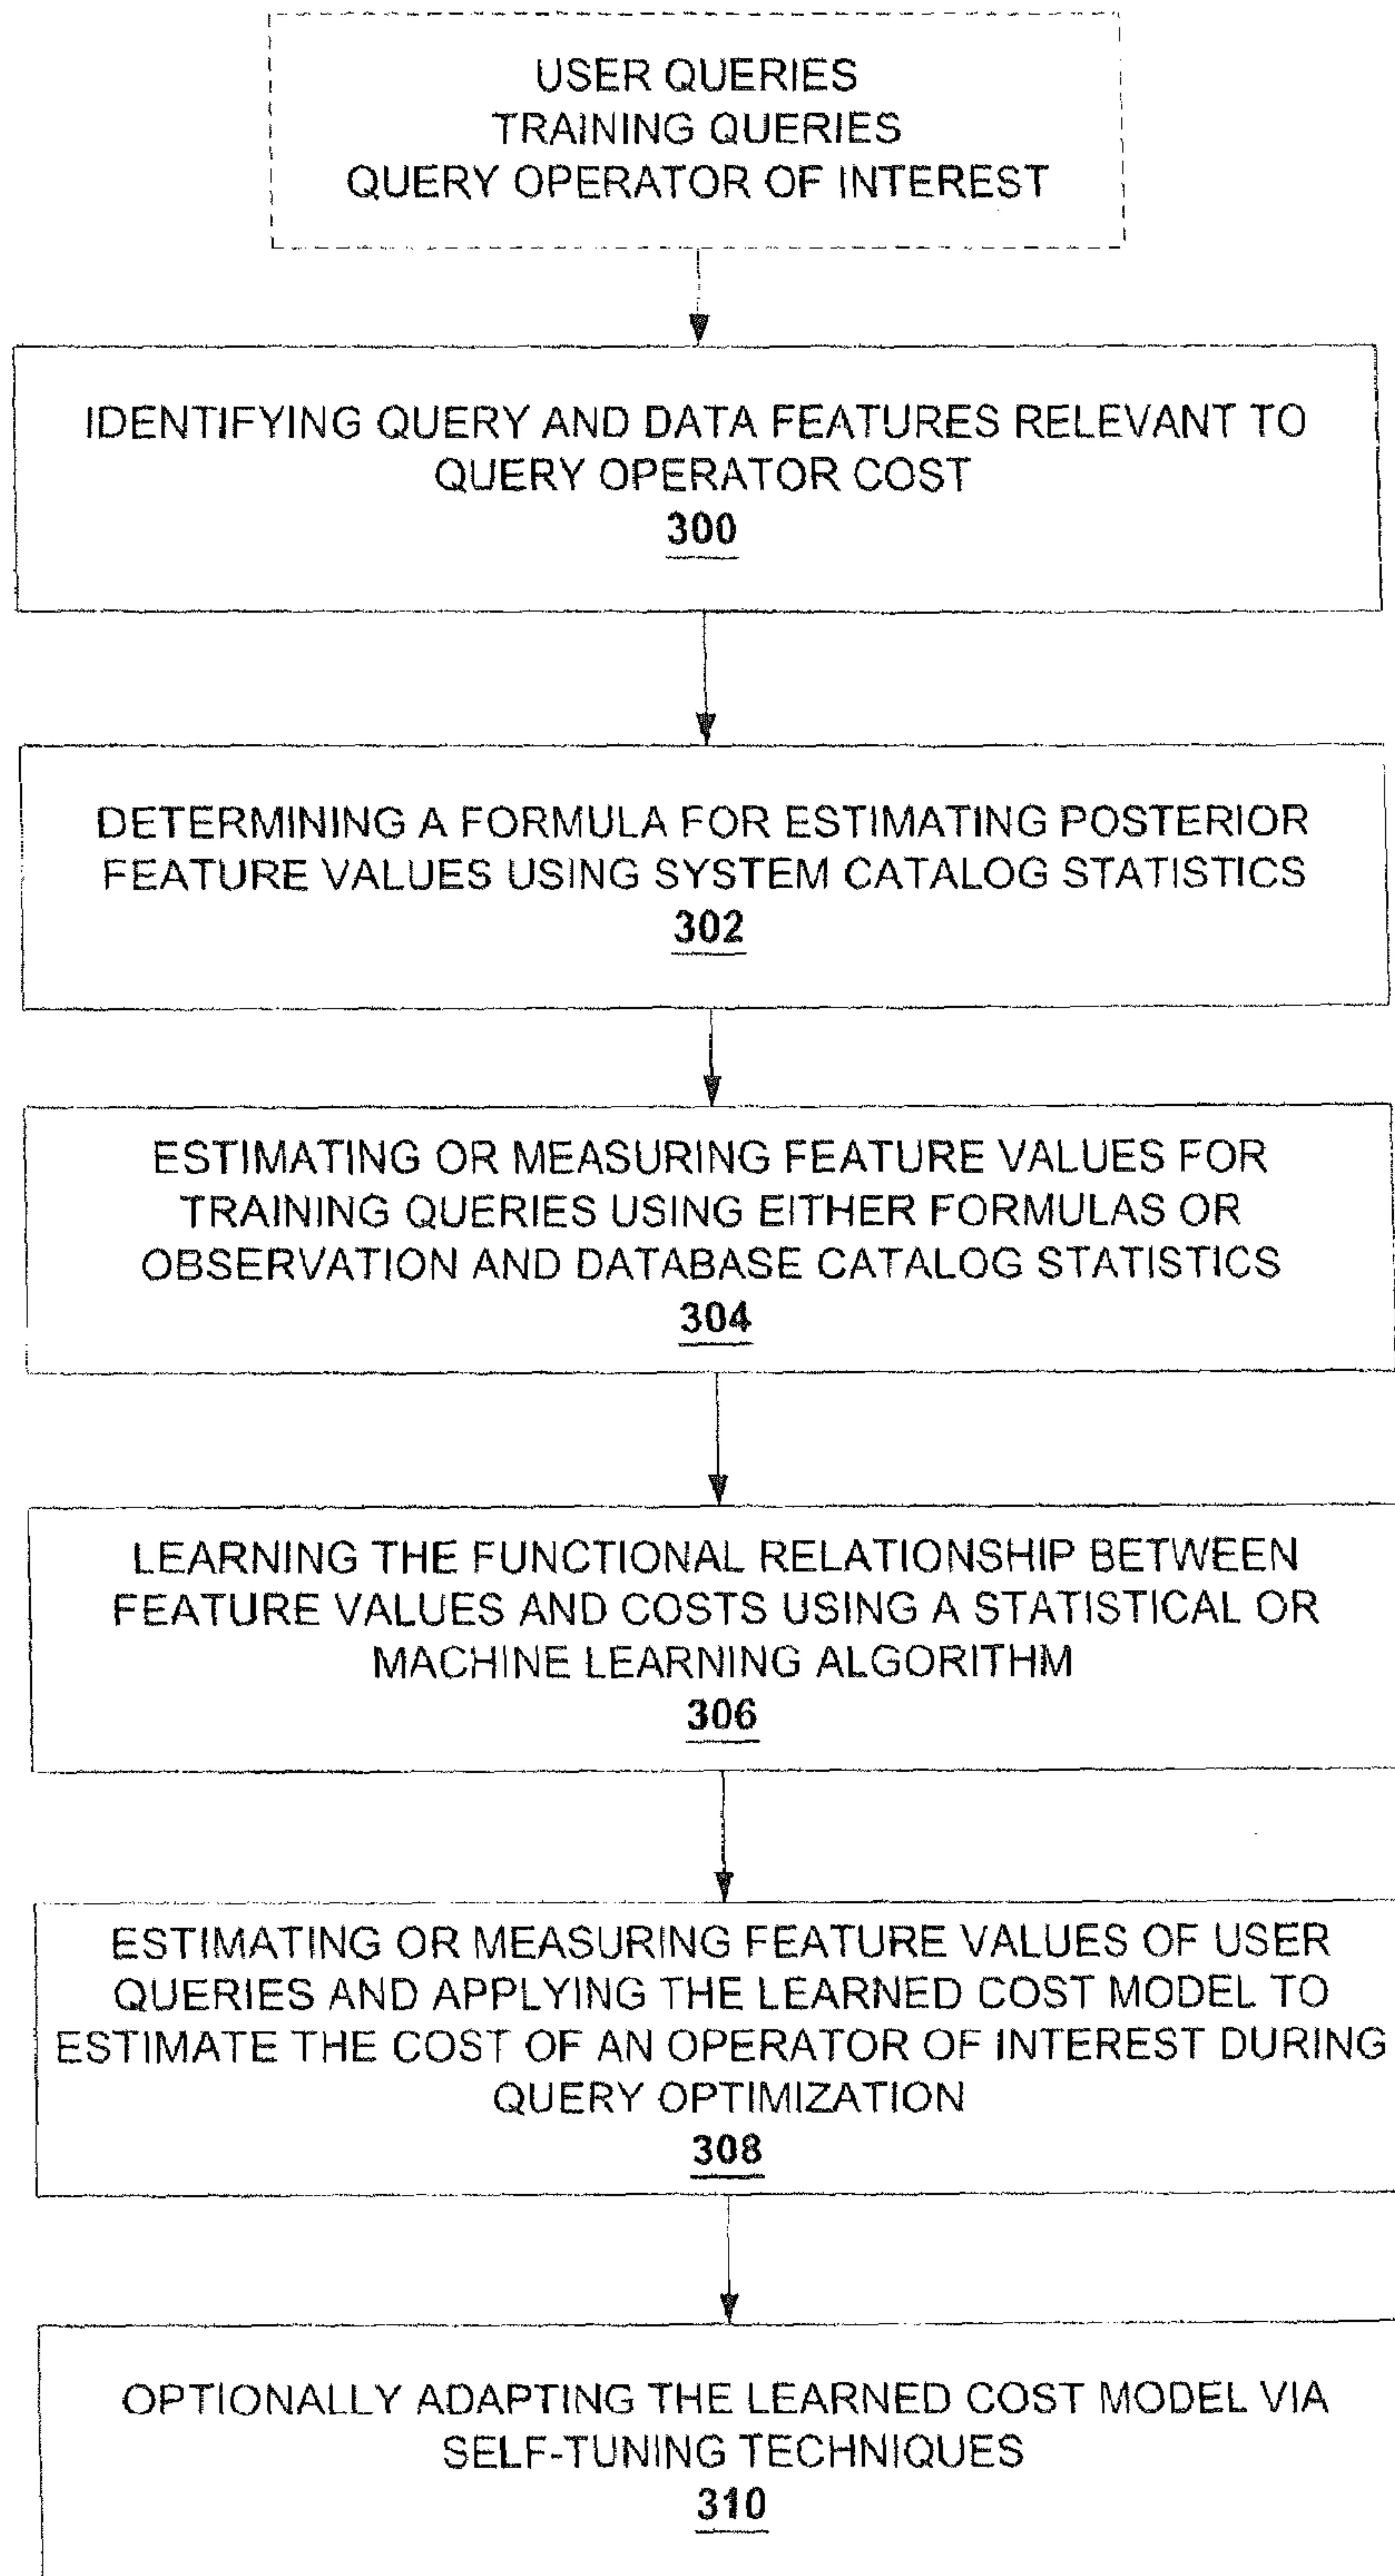 USER QUERIES
TRAINING QUERIES
QUERY OPERATOR OF INTEREST
IDENTIFYING QUERY AND DATA FEATURES RELEVANT TO
QUERY OPERATOR COST
300
DETERMINING A FORMULA FOR ESTIMATING POSTERIOR
FEATURE VALUES USING SYSTEM CATALOG STATISTICS
302
ESTIMATING OR MEASURING FEATURE VALUES FOR
TRAINING QUERIES USING EITHER FORMULAS OR
OBSERVATION AND DATABASE CATALOG STATISTICS
304
LEARNING THE FUNCTIONAL RELATIONSHIP BETWEEN
FEATURE VALUES AND COSTS USING A STATISTICAL OR
MACHINE LEARNING ALGORITHM
306
ESTIMATING OR MEASURING FEATURE VALUES OF USER
QUERIES AND APPLYING THE LEARNED COST MODEL TO
ESTIMATE THE COST OF AN OPERATOR OF INTEREST DURING
QUERY OPTIMIZATION
308
OPTIONALLY ADAPTING THE LEARNED COST MODEL VIA
SELF-TUNING TECHNIQUES
310